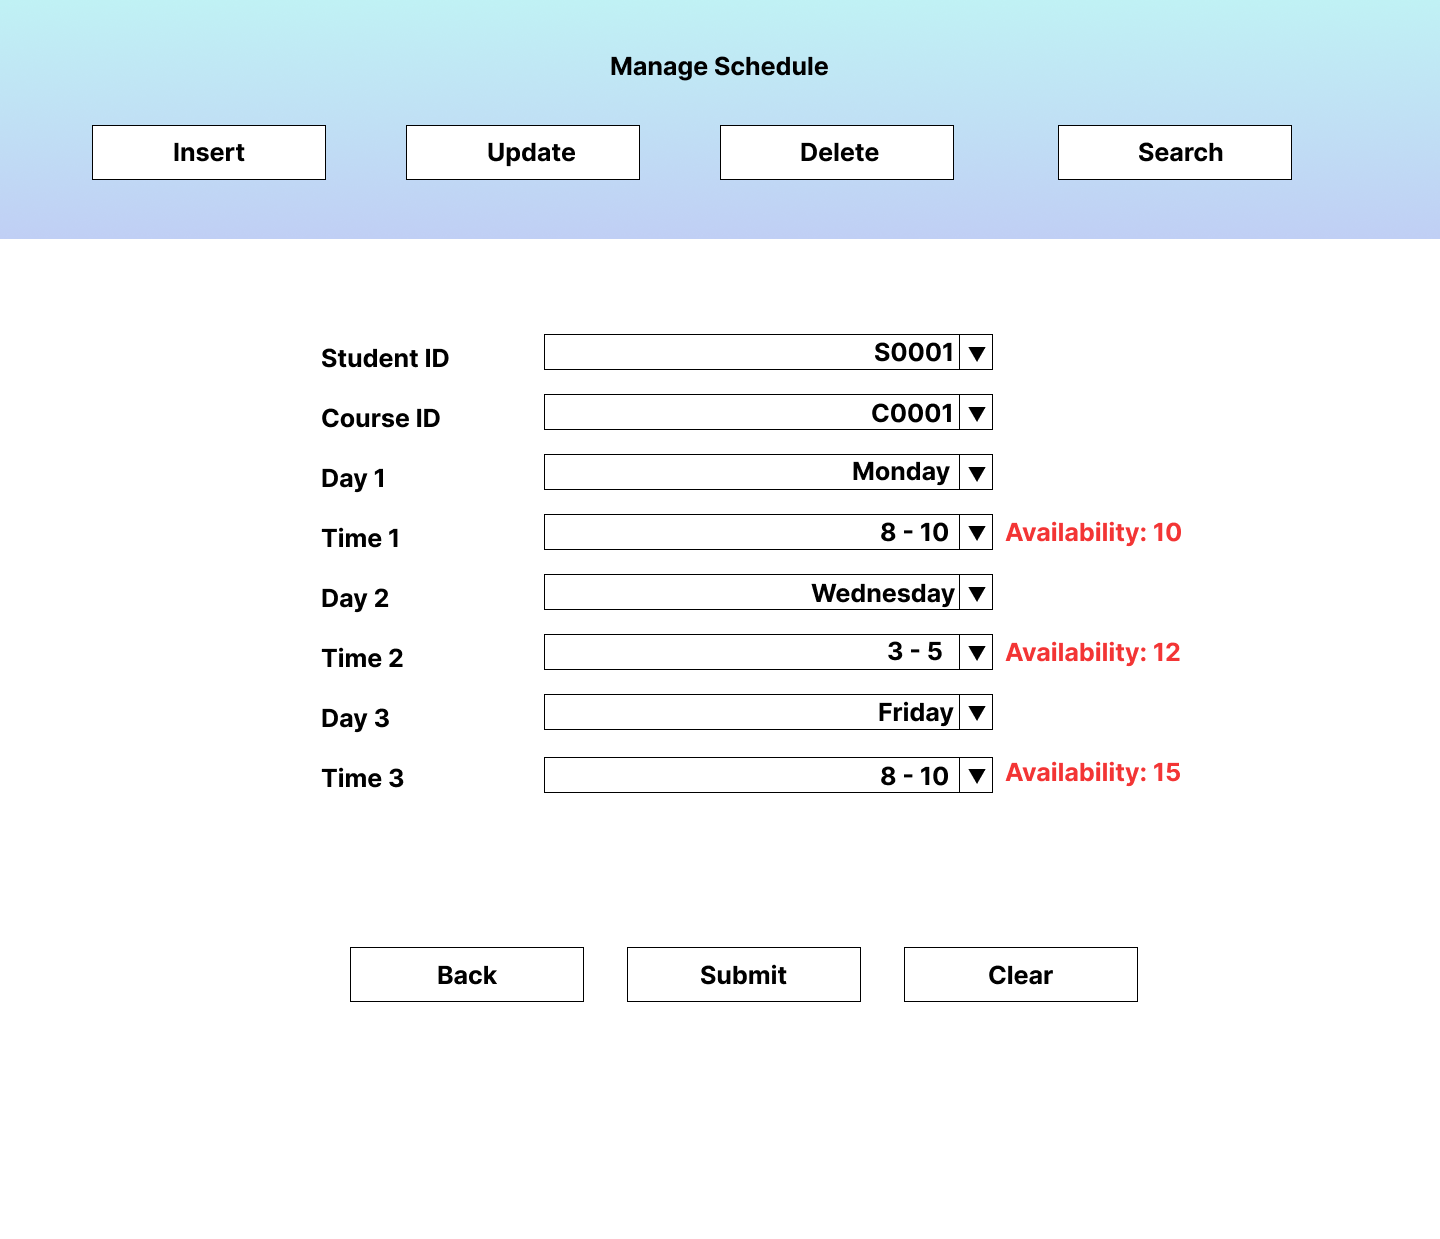 Manage Schedule
Insert Update Delete Search
Student ID S0001 ▼
Course ID C0001 ▼
Day 1 Monday ▼
Time 1 8 - 10 ▼ Availability: 10
Day 2 Wednesday ▼
Time 2 3 - 5 ▼ Availability: 12
Day 3 Friday ▼
Time 3 8 - 10 ▼ Availability: 15
Back Submit Clear